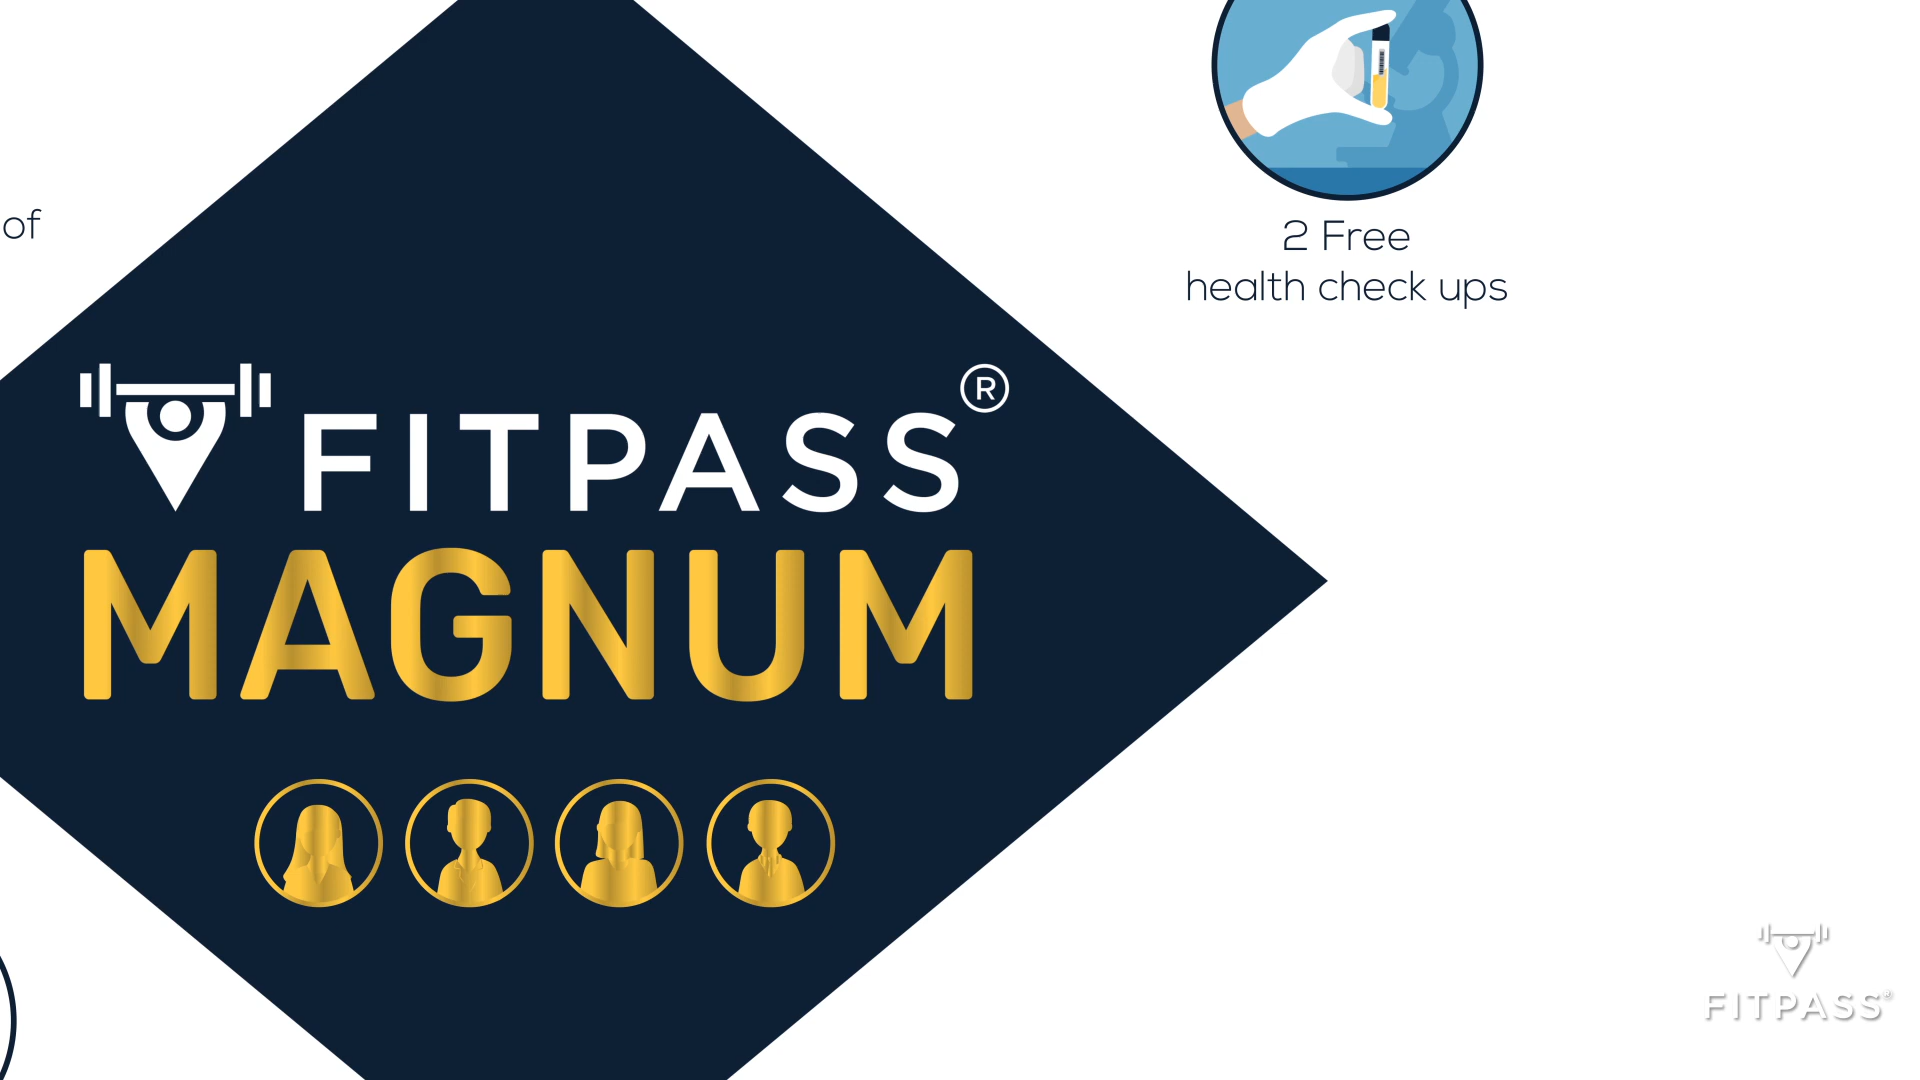 of
2 Free
health check ups
FITPASS®
MAGNUM
FITPASS®